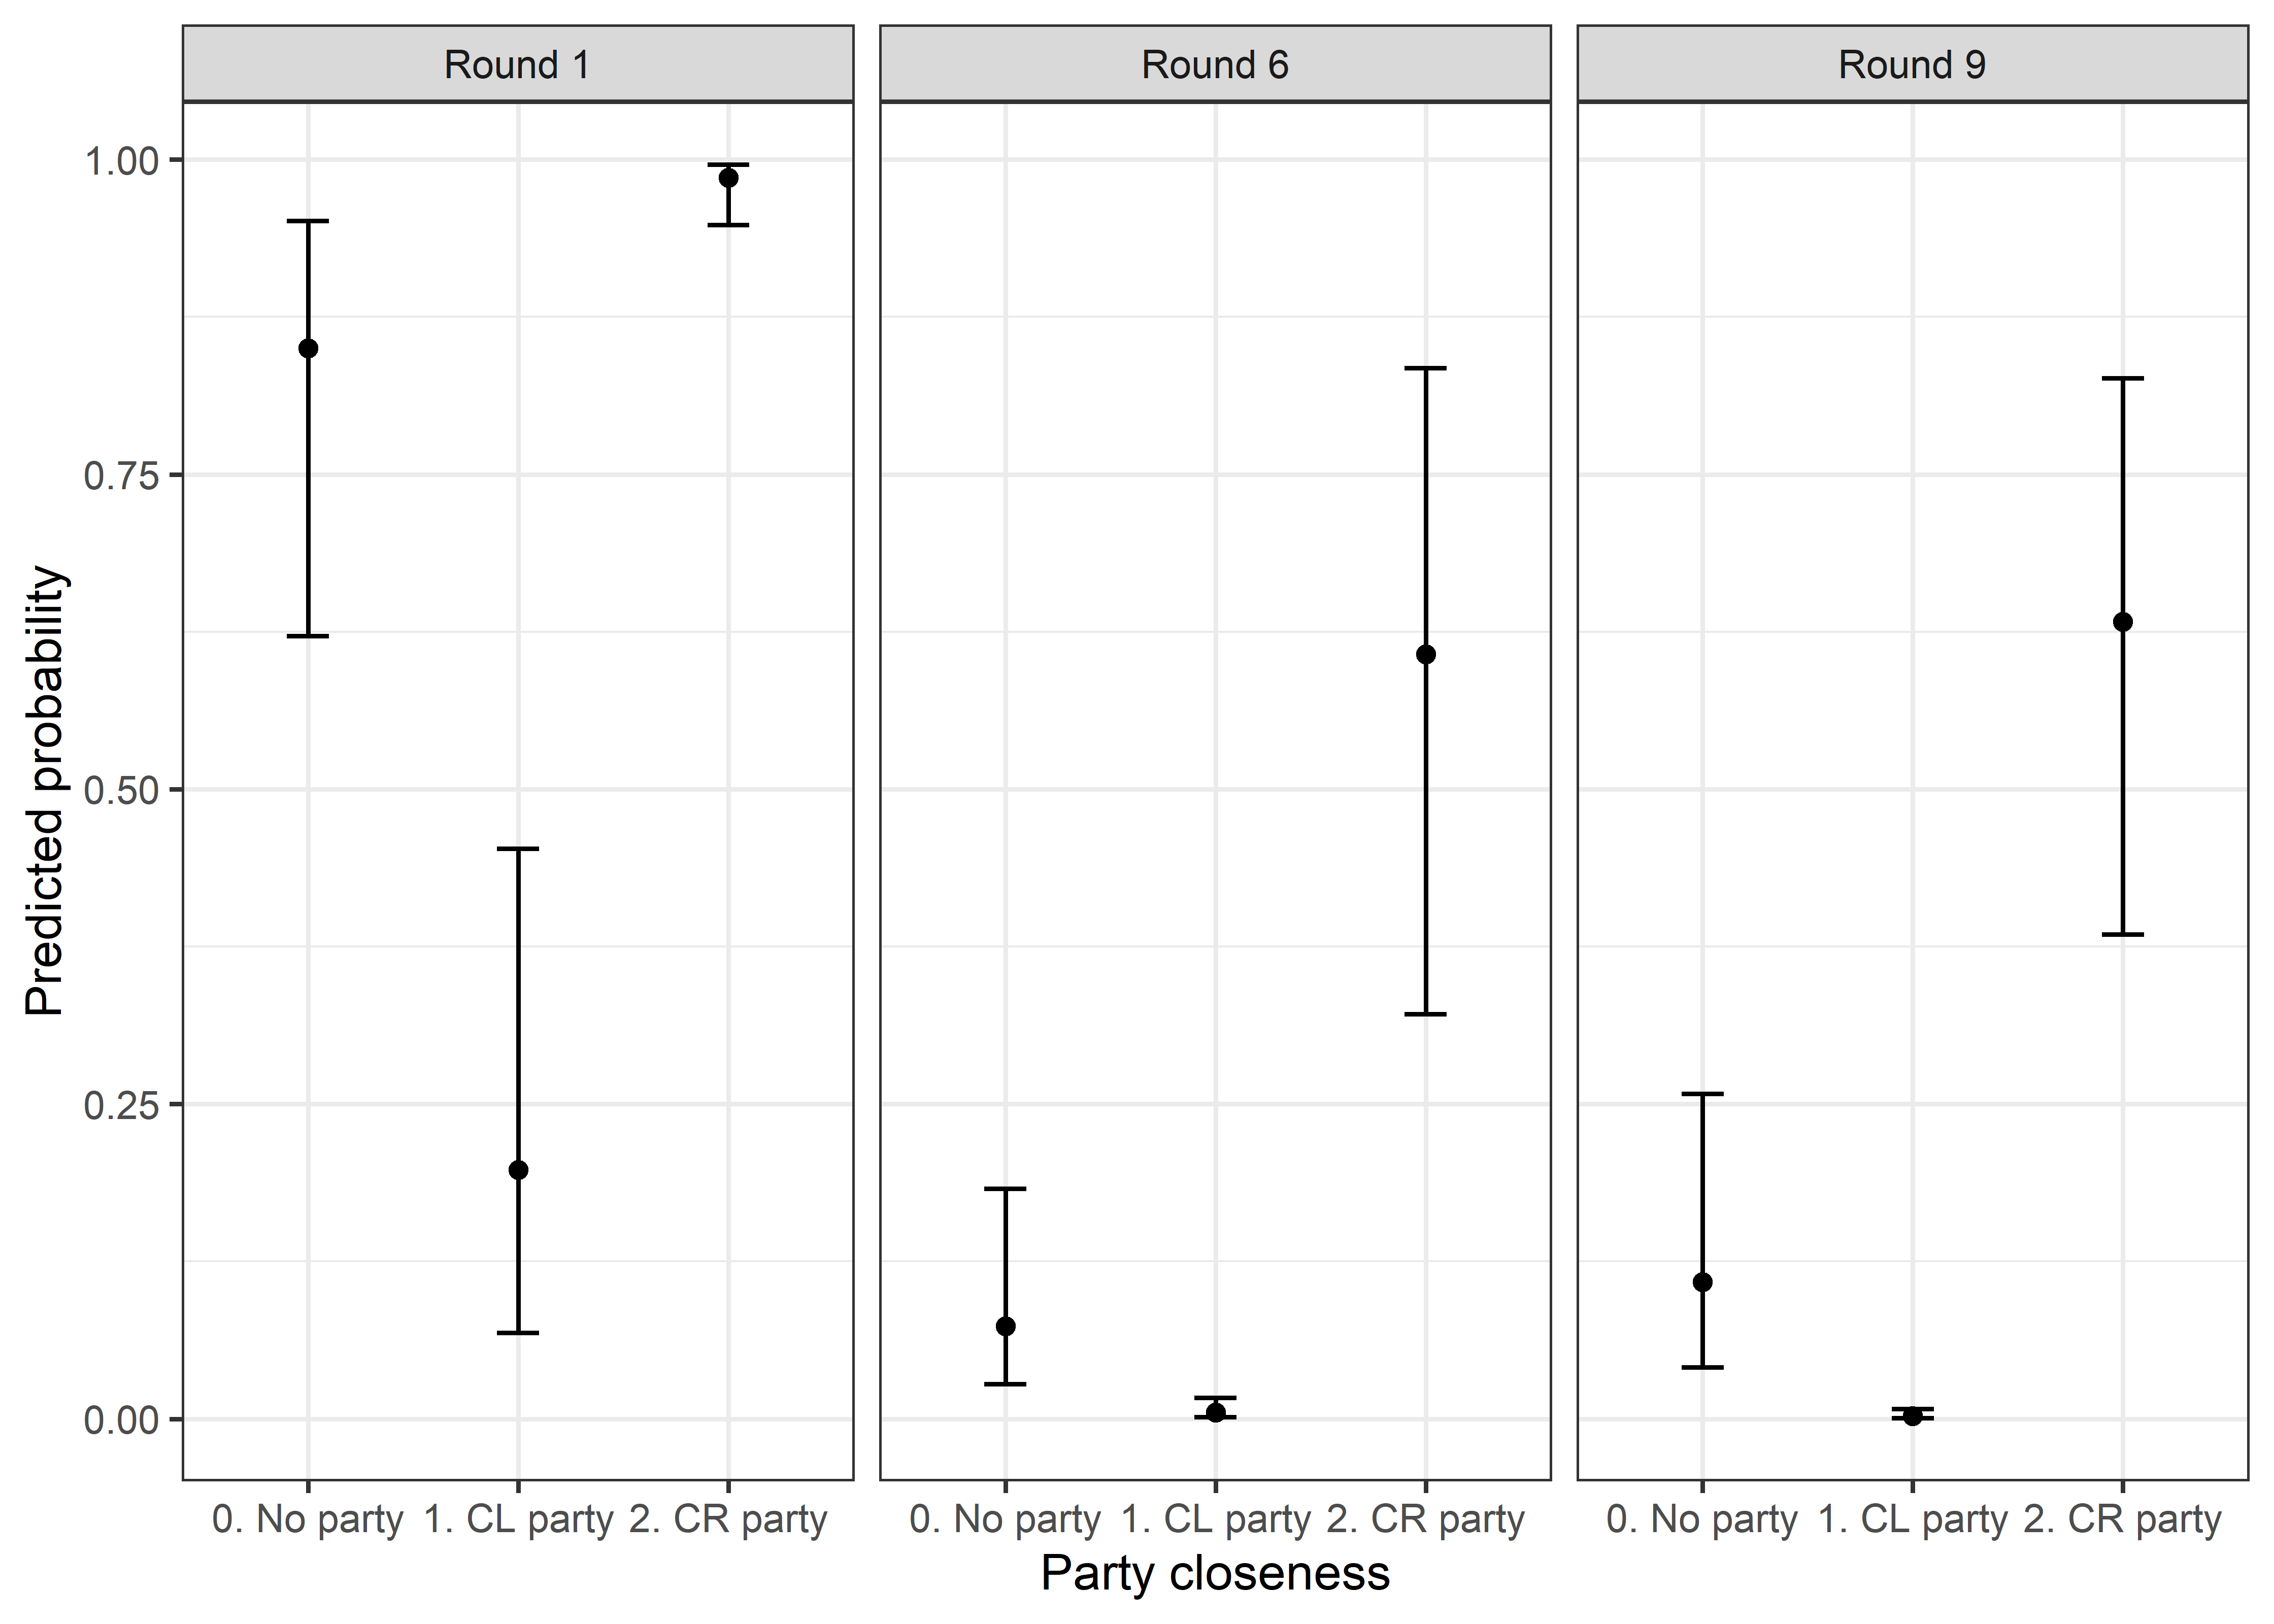 Round 1
Round 6
Round 9
Predicted probability
1.00
0.75
0.50
0.25
0.00
0. No party 1. CL party 2. CR party
0. No party 1. CL party 2. CR party
0. No party 1. CL party 2. CR party
Party closeness